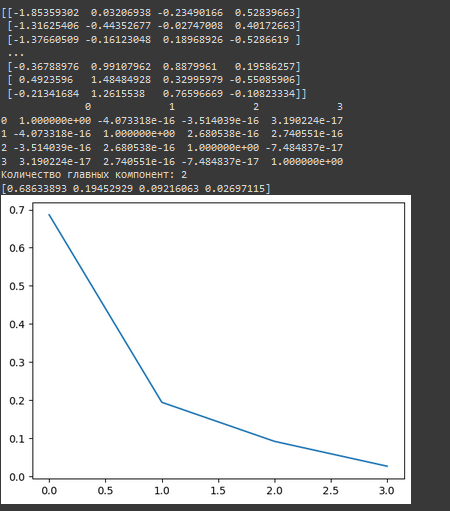 [[-1.85359302  0.03206938 -0.23490166  0.52839663]
 [-1.31625406 -0.44352677 -0.02747008  0.40172663]
 [-1.37660509 -0.16123048  0.18968926 -0.5286619 ]
 ...
 [-0.36788976  0.99107962  0.8879961   0.19586257]
 [ 0.4923596   1.48484928  0.32995979 -0.55085906]
 [-0.21341684  1.2615538   0.76596669 -0.10823334]]
              0             1             2             3
0  1.000000e+00 -4.073318e-16 -3.514039e-16  3.190224e-17
1 -4.073318e-16  1.000000e+00  2.680538e-16  2.740551e-16
2 -3.514039e-16  2.680538e-16  1.000000e+00 -7.484837e-17
3  3.190224e-17  2.740551e-16 -7.484837e-17  1.000000e+00
Количество главных компонент: 2
[0.68633893 0.19452929 0.09216063 0.02697115]
0.7
0.6
0.5
0.4
0.3
0.2
0.1
0.0
0.0 0.5 1.0 1.5 2.0 2.5 3.0